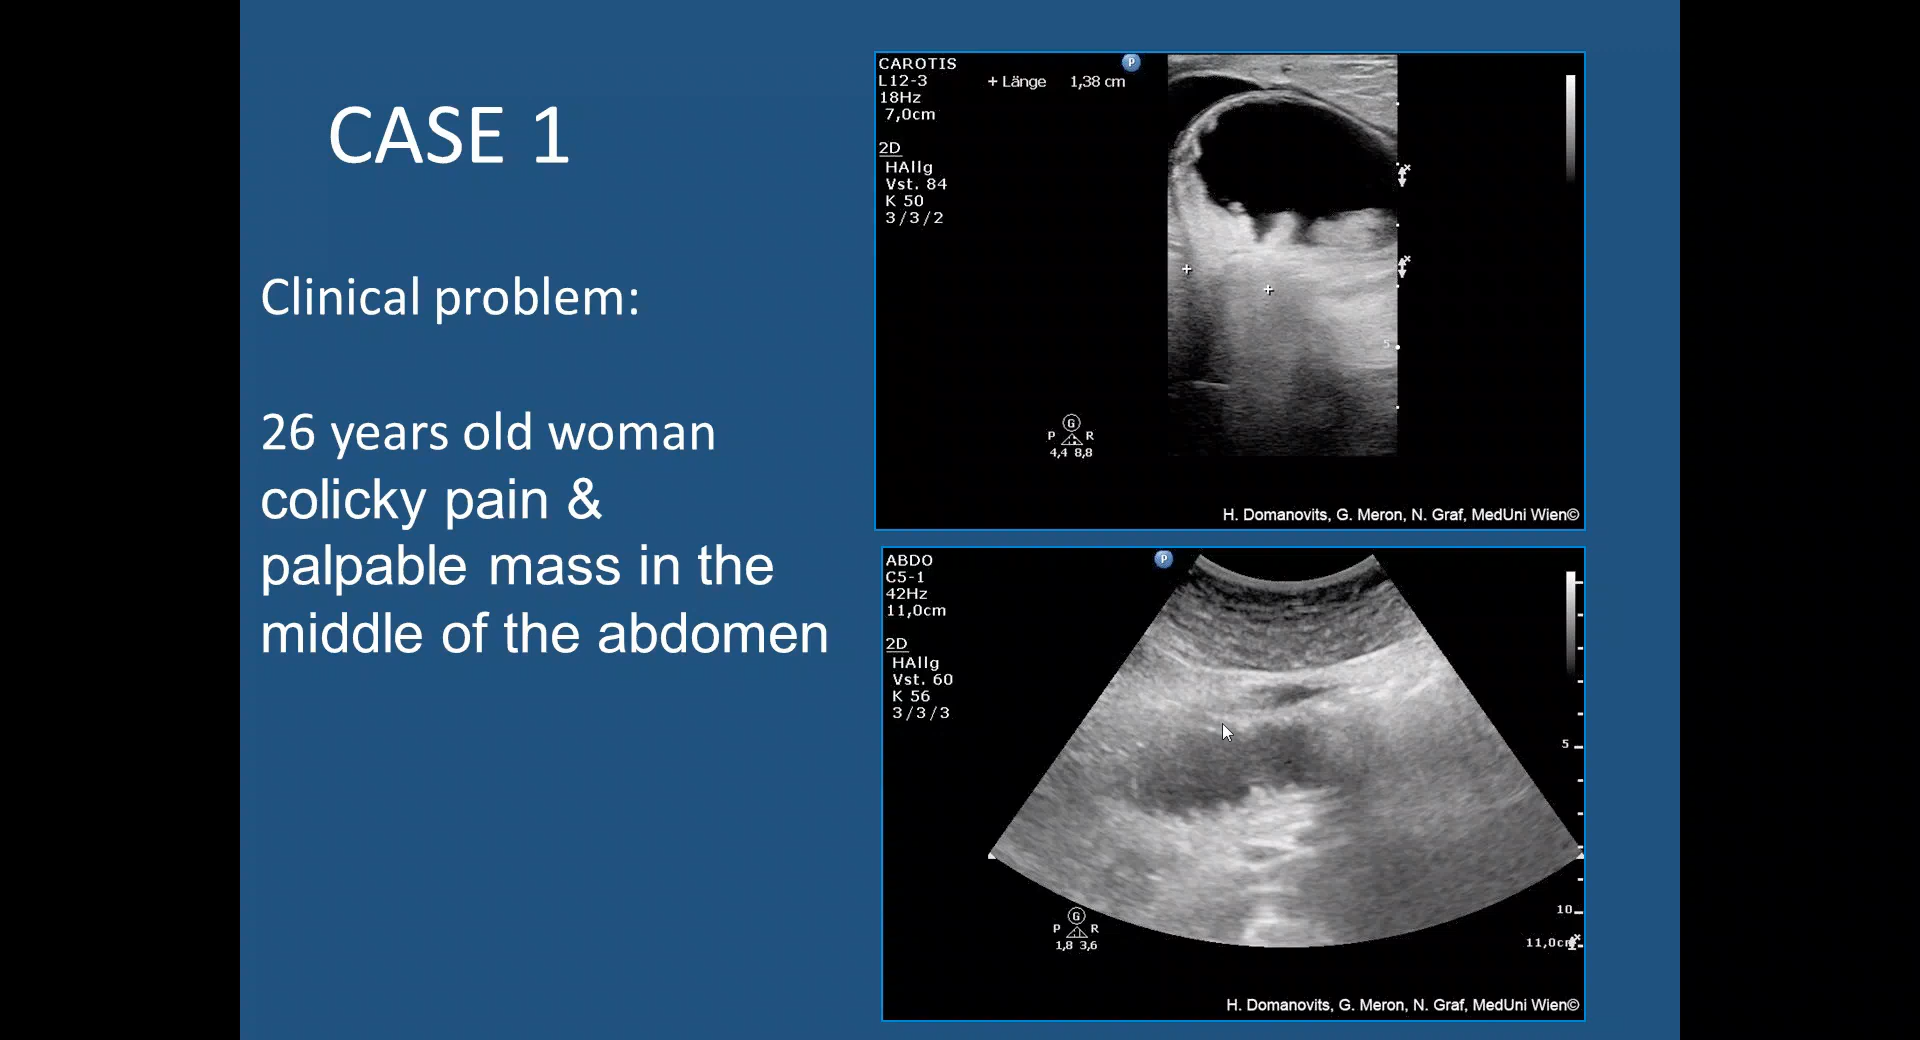 CASE 1
Clinical problem:
26 years old woman
colicky pain &
palpable mass in the
middle of the abdomen
CAROTIS
L12-3
18Hz
7,0cm
2D
HAllg
Vst. 84
K 50
3/3/2
+ Länge 1,38 cm
P
5
G
P R
4,4 8,8
H. Domanovits, G. Meron, N. Graf, MedUni Wien©
ABDO
C5-1
42Hz
11,0cm
2D
HAllg
Vst. 60
K 56
3/3/3
P
5
10
11,0cm
G
P R
1,8 3,6
H. Domanovits, G. Meron, N. Graf, MedUni Wien©